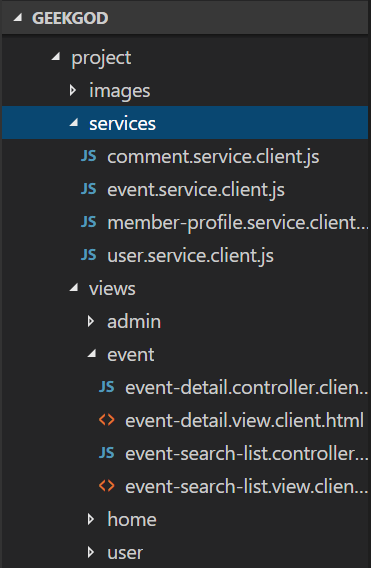 GEEKGOD
project
images
services
JS comment.service.client.js
JS event.service.client.js
JS member-profile.service.client...
JS user.service.client.js
views
admin
event
JS event-detail.controller.clien...
<> event-detail.view.client.html
JS event-search-list.controller...
<> event-search-list.view.clien...
home
user